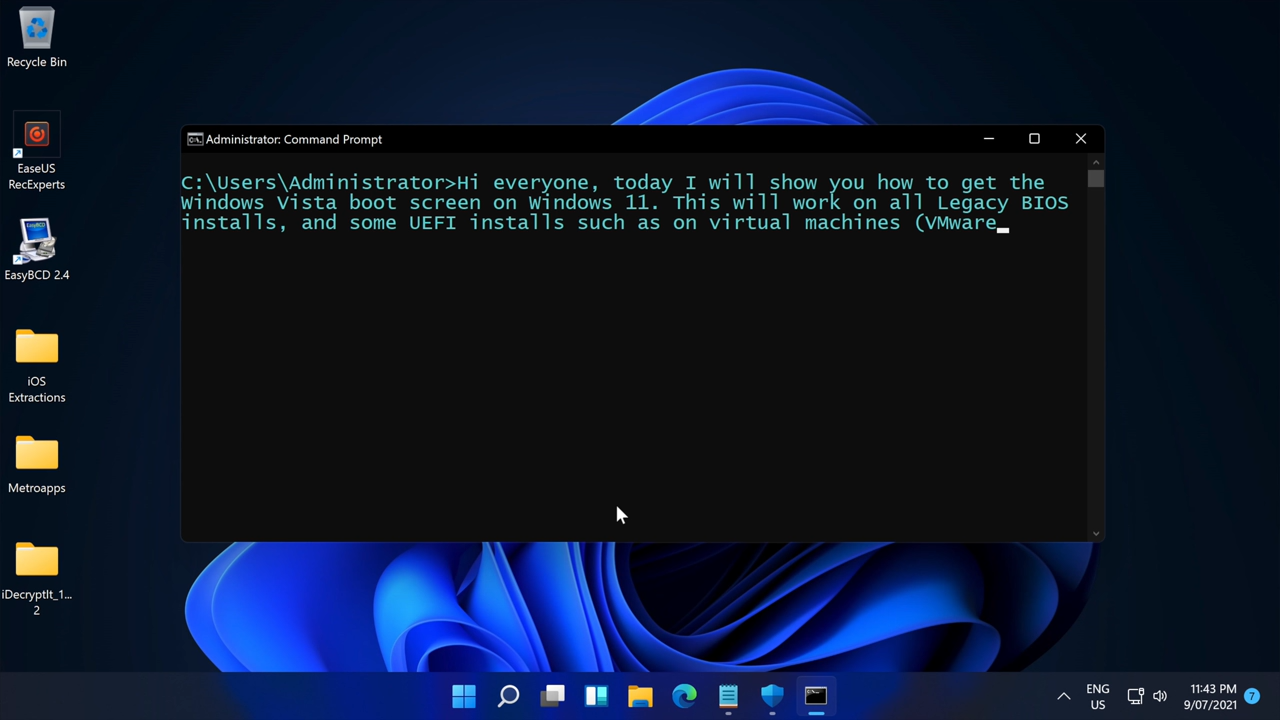 Recycle Bin
EaseUS
RecExperts
EasyBCD 2.4
iOS
Extractions
Metroapps
iDecryptIt_1...
2
Administrator: Command Prompt
C:\Users\Administrator>Hi everyone, today I will show you how to get the
Windows Vista boot screen on Windows 11. This will work on all Legacy BIOS
installs, and some UEFI installs such as on virtual machines (VMware
ENG
US
11:43 PM
9/07/2021
7